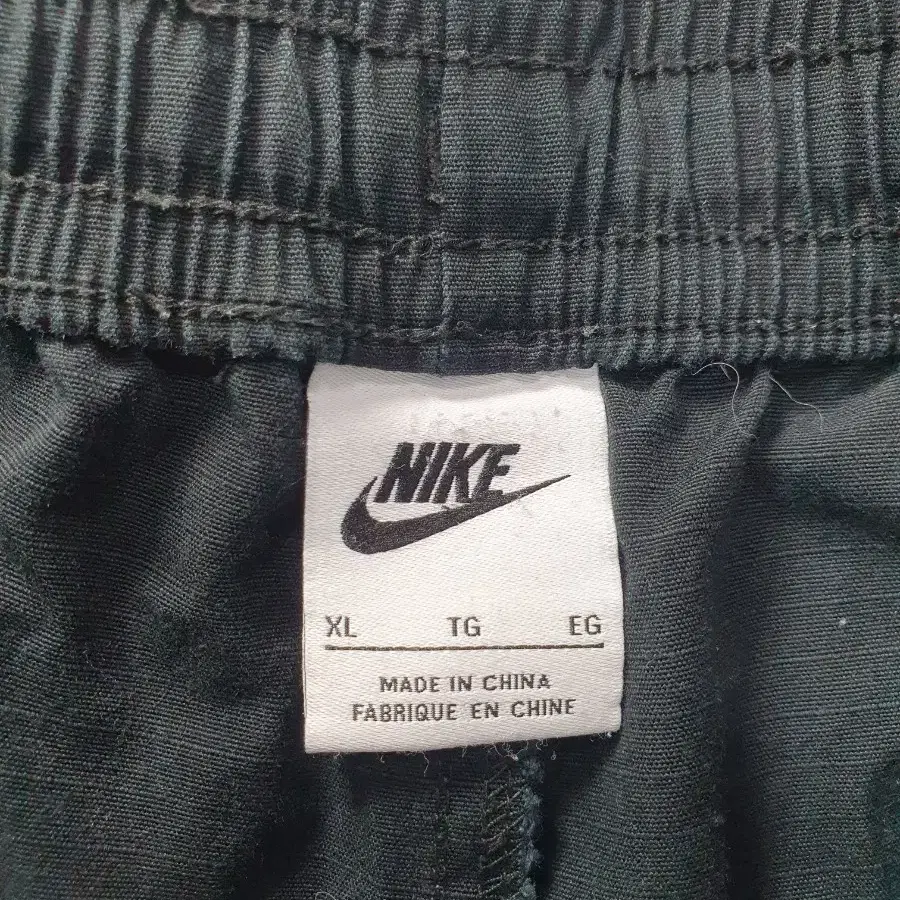 NIKE
XL TG EG
MADE IN CHINA
FABRIQUE EN CHINE